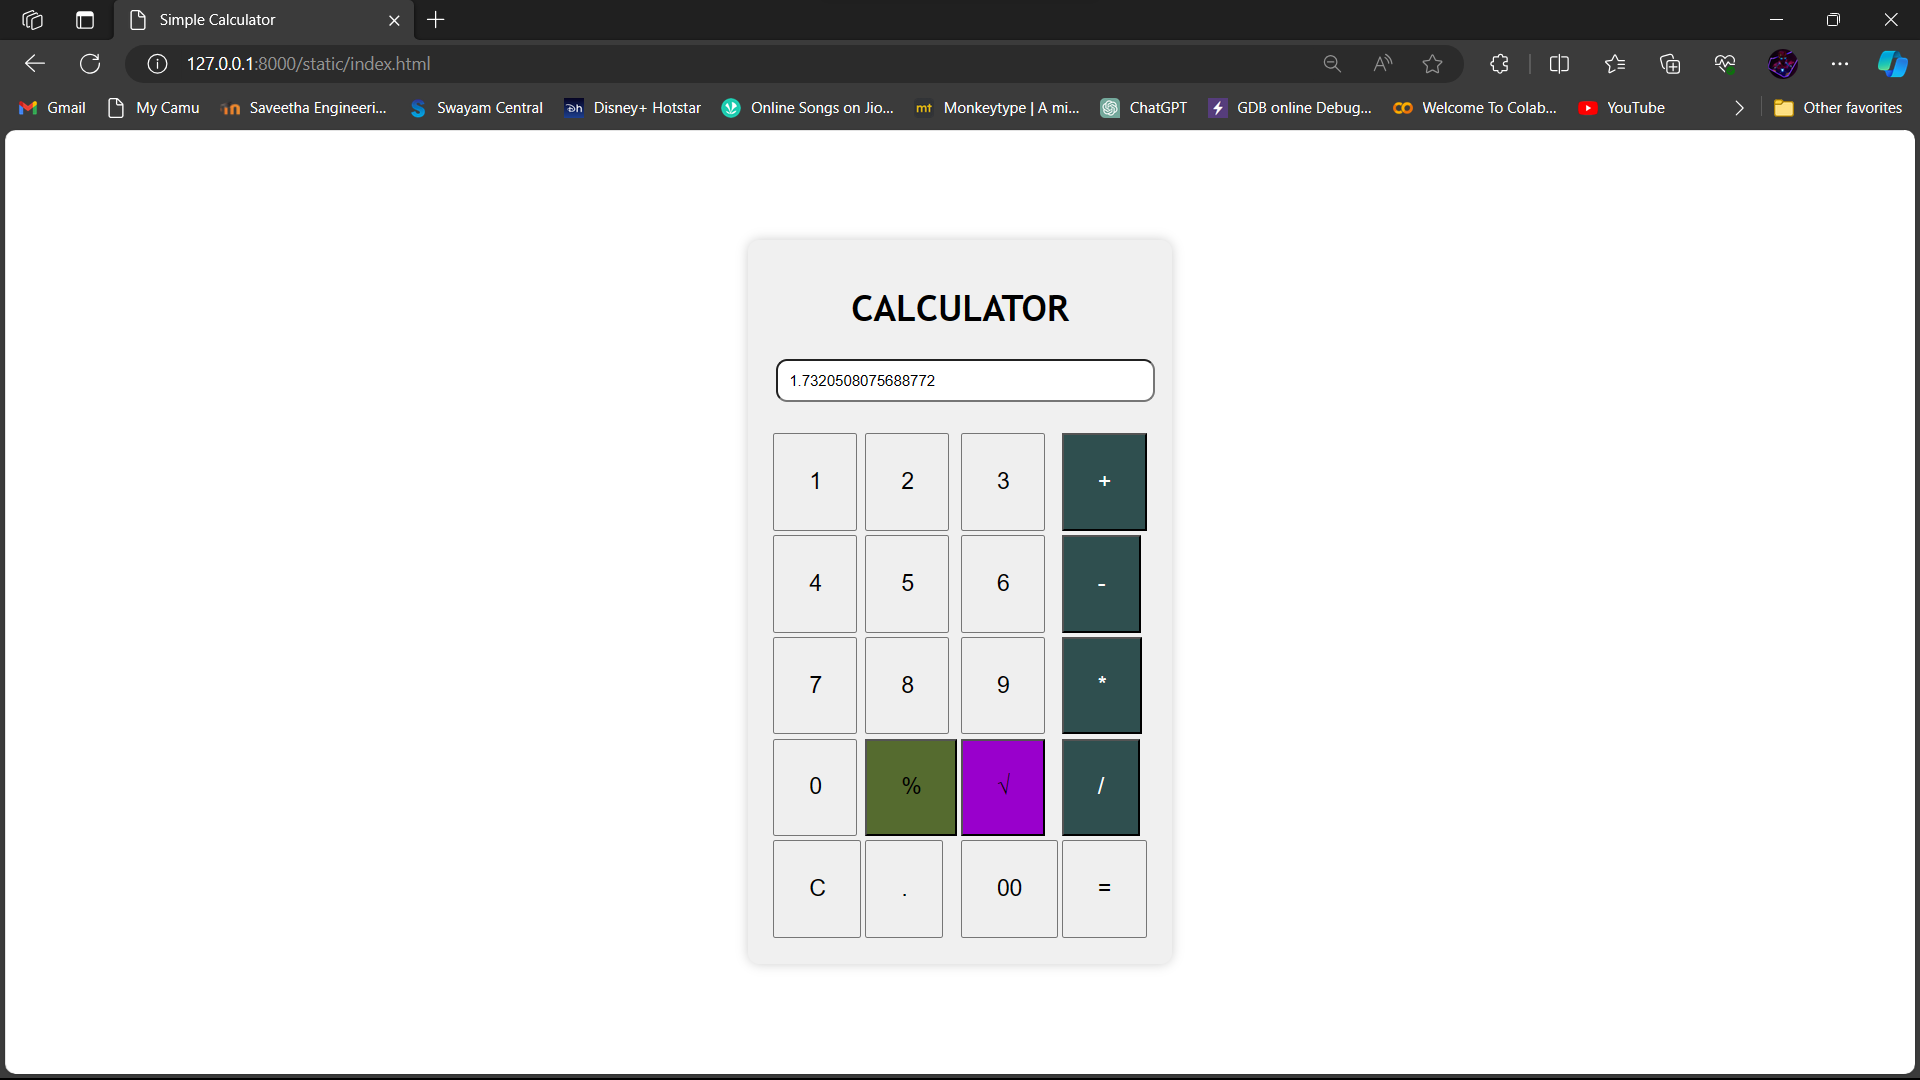 Simple Calculator
127.0.0.1:8000/static/index.html
Gmail My Camu Saveetha Engineeri... Swayam Central Disney+ Hotstar Online Songs on Jio... Monkeytype | A mi... ChatGPT GDB online Debug... Welcome To Colab... YouTube Other favorites
CALCULATOR
1.7320508075688772
1 2 3 +
4 5 6 -
7 8 9 *
0 % √ /
C . 00 =